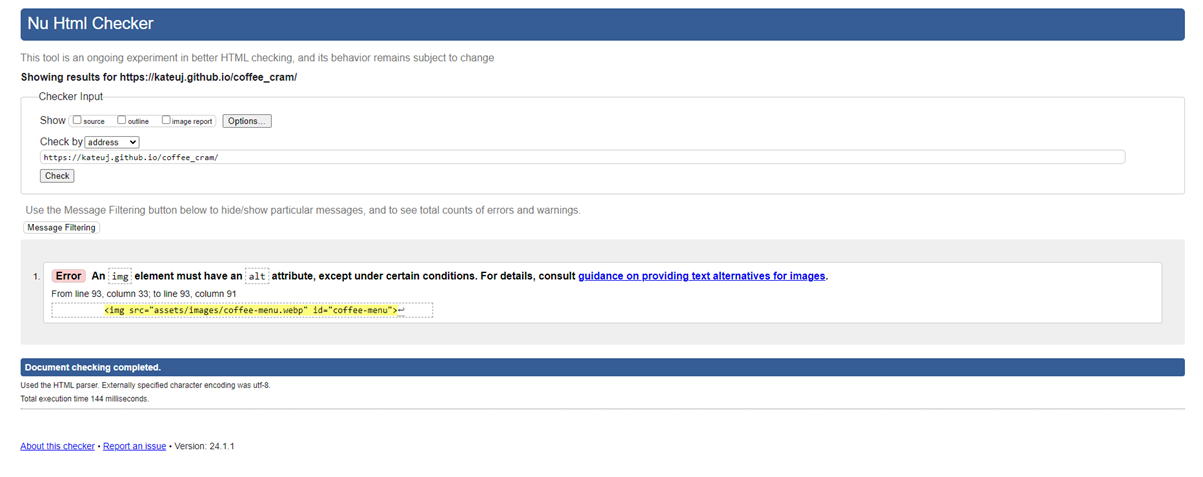 Nu Html Checker
This tool is an ongoing experiment in better HTML checking, and its behavior remains subject to change
Showing results for https://kateuj.github.io/coffee_cram/
Checker Input
Show source outline image report Options...
Check by address
https://kateuj.github.io/coffee_cram/
Check
Use the Message Filtering button below to hide/show particular messages, and to see total counts of errors and warnings.
Message Filtering
1. Error An img element must have an alt attribute, except under certain conditions. For details, consult guidance on providing text alternatives for images.
From line 93, column 33; to line 93, column 91
<img src="assets/images/coffee-menu.webp" id="coffee-menu">↩
Document checking completed.
Used the HTML parser. Externally specified character encoding was utf-8.
Total execution time 144 milliseconds.
About this checker • Report an issue • Version: 24.1.1